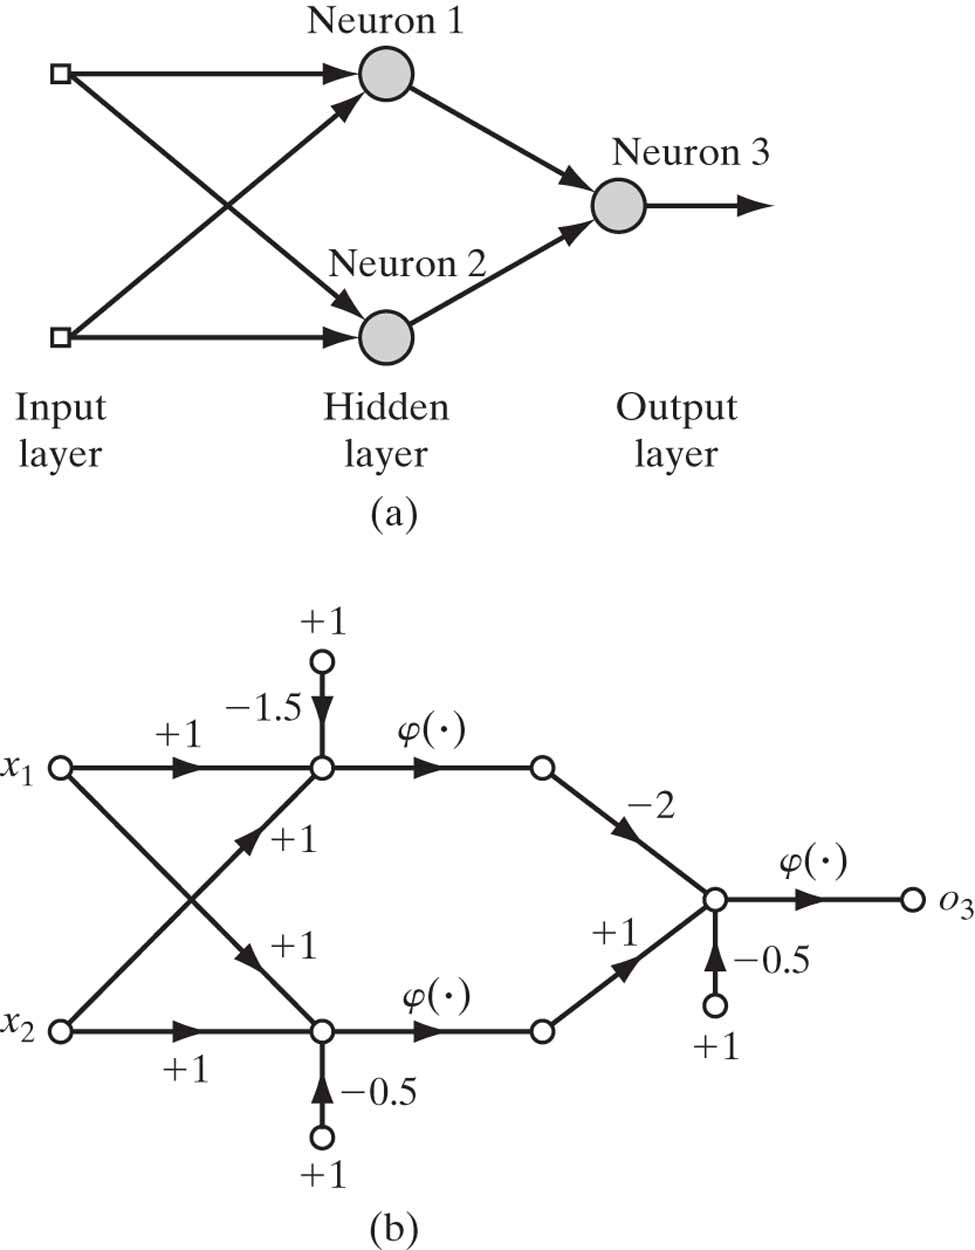 Neuron 1
Neuron 3
Neuron 2
Input layer
Hidden layer
Output layer
(a)
+1
−1.5
+1
φ(·)
x₁
−2
+1
φ(·)
o₃
+1
+1
−0.5
φ(·)
x₂
+1
+1
−0.5
+1
(b)